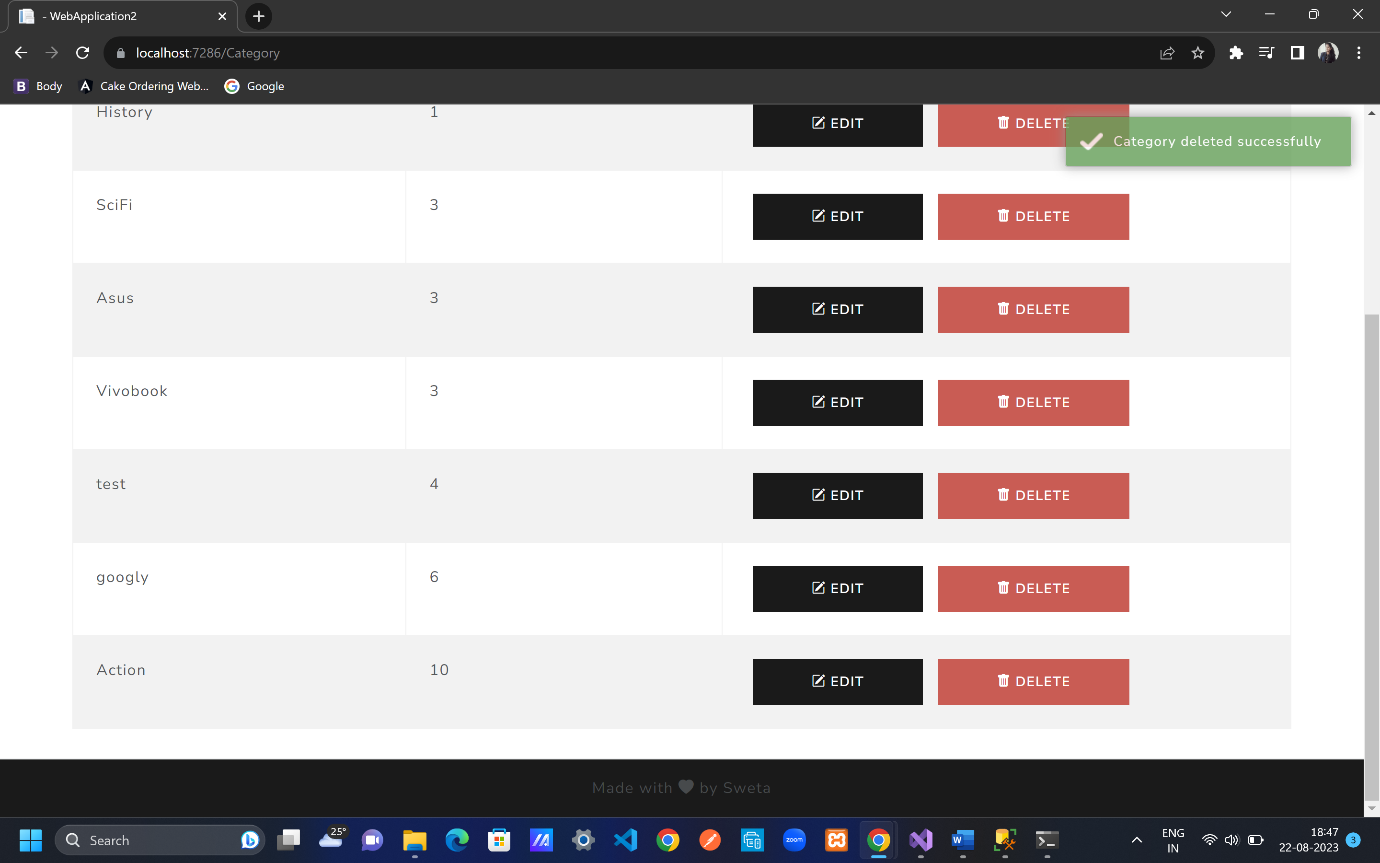 - WebApplication2
localhost:7286/Category
B Body
A Cake Ordering Web...
G Google
History 1 EDIT DELETE
Category deleted successfully
SciFi 3 EDIT DELETE
Asus 3 EDIT DELETE
Vivobook 3 EDIT DELETE
test 4 EDIT DELETE
googly 6 EDIT DELETE
Action 10 EDIT DELETE
Made with by Sweta
Search
25°
zoom
ENG
IN
18:47
22-08-2023
3